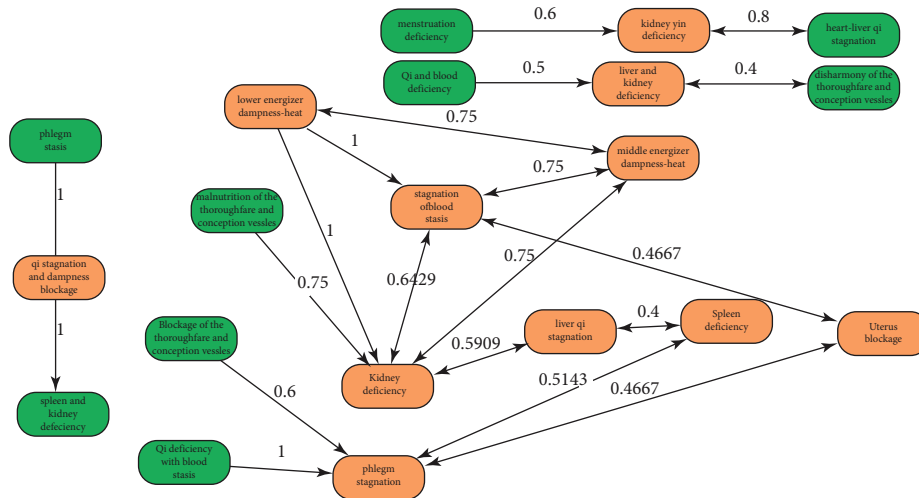 menstruation
deficiency
0.6
kidney yin
deficiency
0.8
heart-liver qi
stagnation
Qi and blood
deficiency
0.5
liver and
kidney
deficiency
0.4
disharmony of the
thoroughfare and
conception vessles
lower energizer
dampness-heat
0.75
1
middle energizer
dampness-heat
phlegm
stasis
1
0.75
malnutrition of the
thoroughfare and
conception vessles
stagnation
ofblood
stasis
1
0.75
0.4667
qi stagnation
and dampness
blockage
0.75
0.6429
1
Blockage of the
thoroughfare and
conception vessles
0.5909
liver qi
stagnation
0.4
Spleen
deficiency
Uterus
blockage
Kidney
deficiency
0.5143
0.4667
0.6
spleen and
kidney
defeciency
Qi deficiency
with blood
stasis
1
phlegm
stagnation